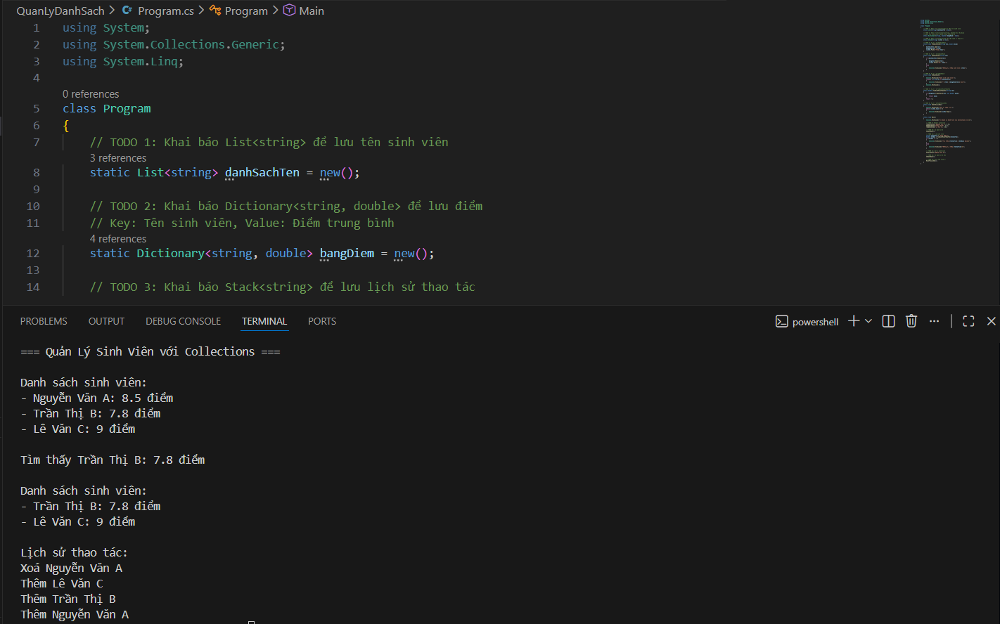 QuanLyDanhSach > C# Program.cs > Program > Main
1 using System;
2 using System.Collections.Generic;
3 using System.Linq;
4
0 references
5 class Program
6 {
7 // TODO 1: Khai báo List<string> để lưu tên sinh viên
3 references
8 static List<string> danhSachTen = new();
9
10 // TODO 2: Khai báo Dictionary<string, double> để lưu điểm
11 // Key: Tên sinh viên, Value: Điểm trung bình
4 references
12 static Dictionary<string, double> bangDiem = new();
13
14 // TODO 3: Khai báo Stack<string> để lưu lịch sử thao tác
PROBLEMS OUTPUT DEBUG CONSOLE TERMINAL PORTS powershell
=== Quản Lý Sinh Viên với Collections ===
Danh sách sinh viên:
- Nguyễn Văn A: 8.5 điểm
- Trần Thị B: 7.8 điểm
- Lê Văn C: 9 điểm
Tìm thấy Trần Thị B: 7.8 điểm
Danh sách sinh viên:
- Trần Thị B: 7.8 điểm
- Lê Văn C: 9 điểm
Lịch sử thao tác:
Xoá Nguyễn Văn A
Thêm Lê Văn C
Thêm Trần Thị B
Thêm Nguyễn Văn A